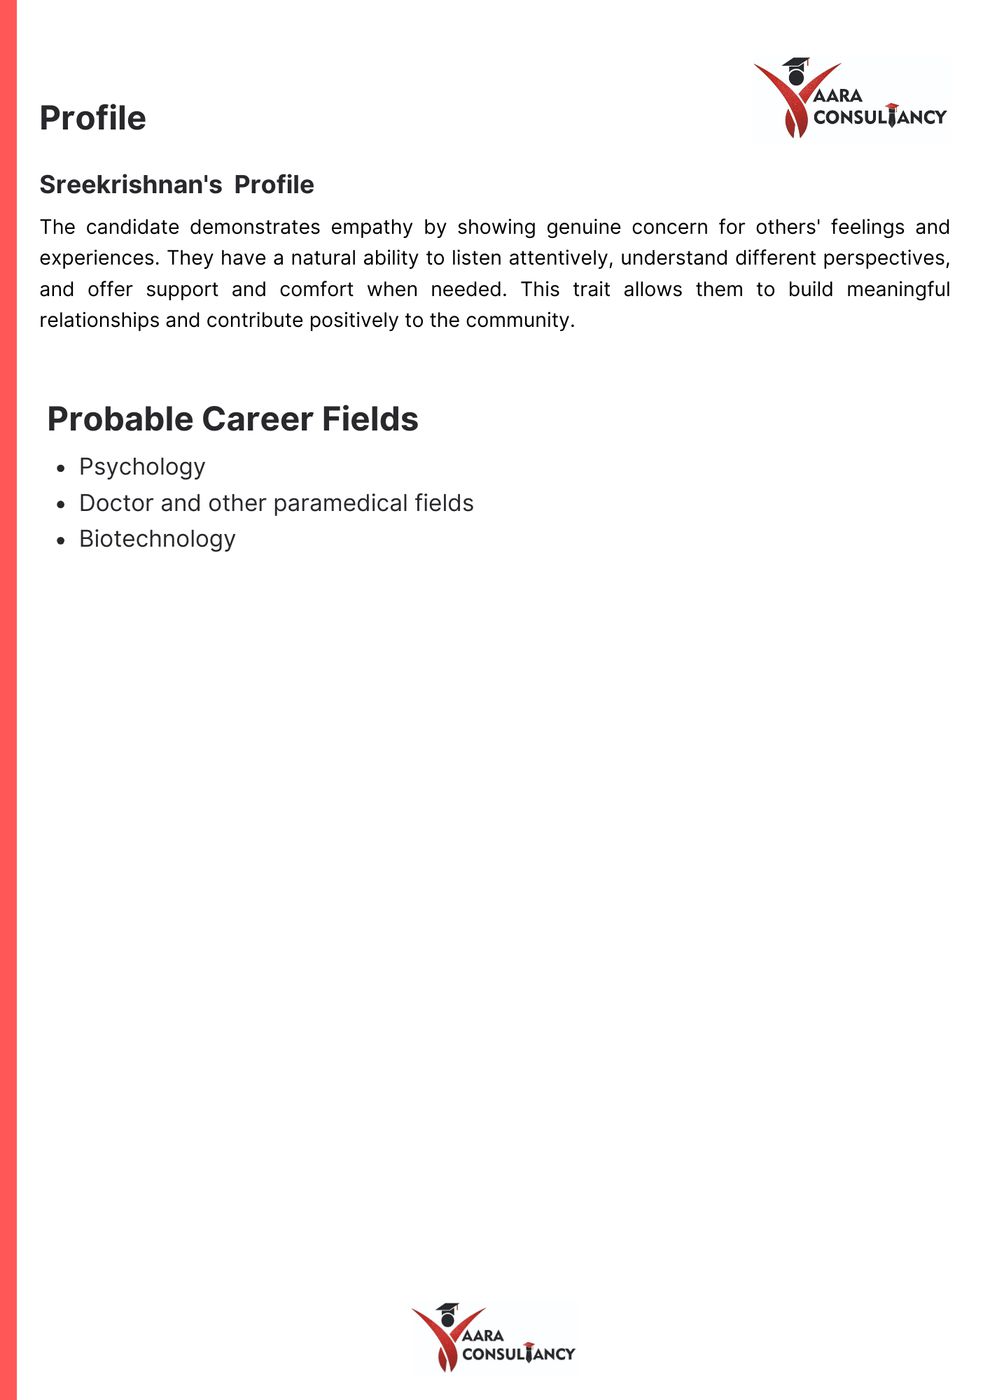 AARA
CONSULTANCY
Profile
Sreekrishnan's Profile
The candidate demonstrates empathy by showing genuine concern for others' feelings and
experiences. They have a natural ability to listen attentively, understand different perspectives,
and offer support and comfort when needed. This trait allows them to build meaningful
relationships and contribute positively to the community.
Probable Career Fields
• Psychology
• Doctor and other paramedical fields
• Biotechnology
AARA
CONSULTANCY